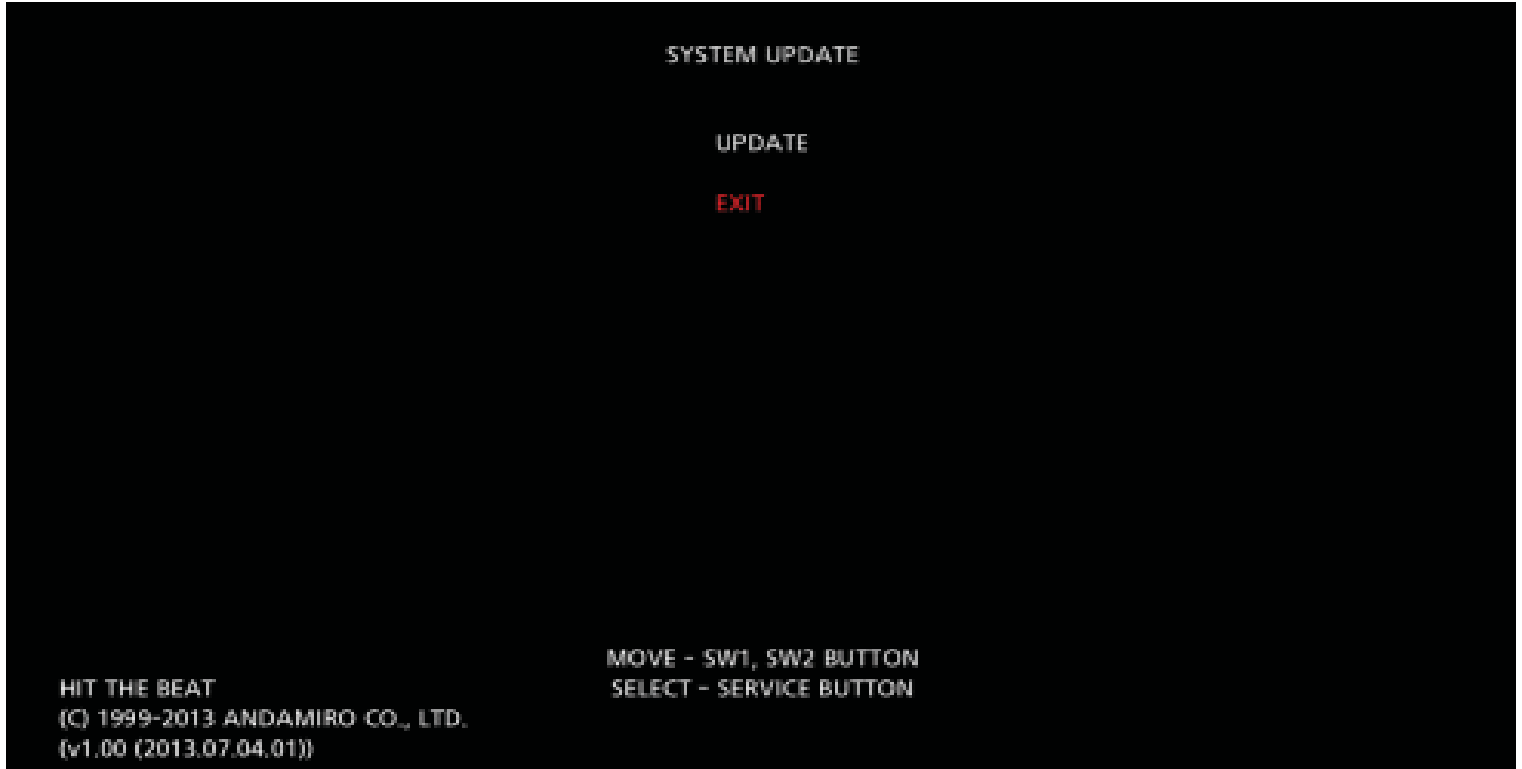 SYSTEM UPDATE
UPDATE
EXIT
MOVE - SW1, SW2 BUTTON
SELECT - SERVICE BUTTON
HIT THE BEAT
(C) 1999-2013 ANDAMIRO CO., LTD.
(v1.00 (2013.07.04.01))